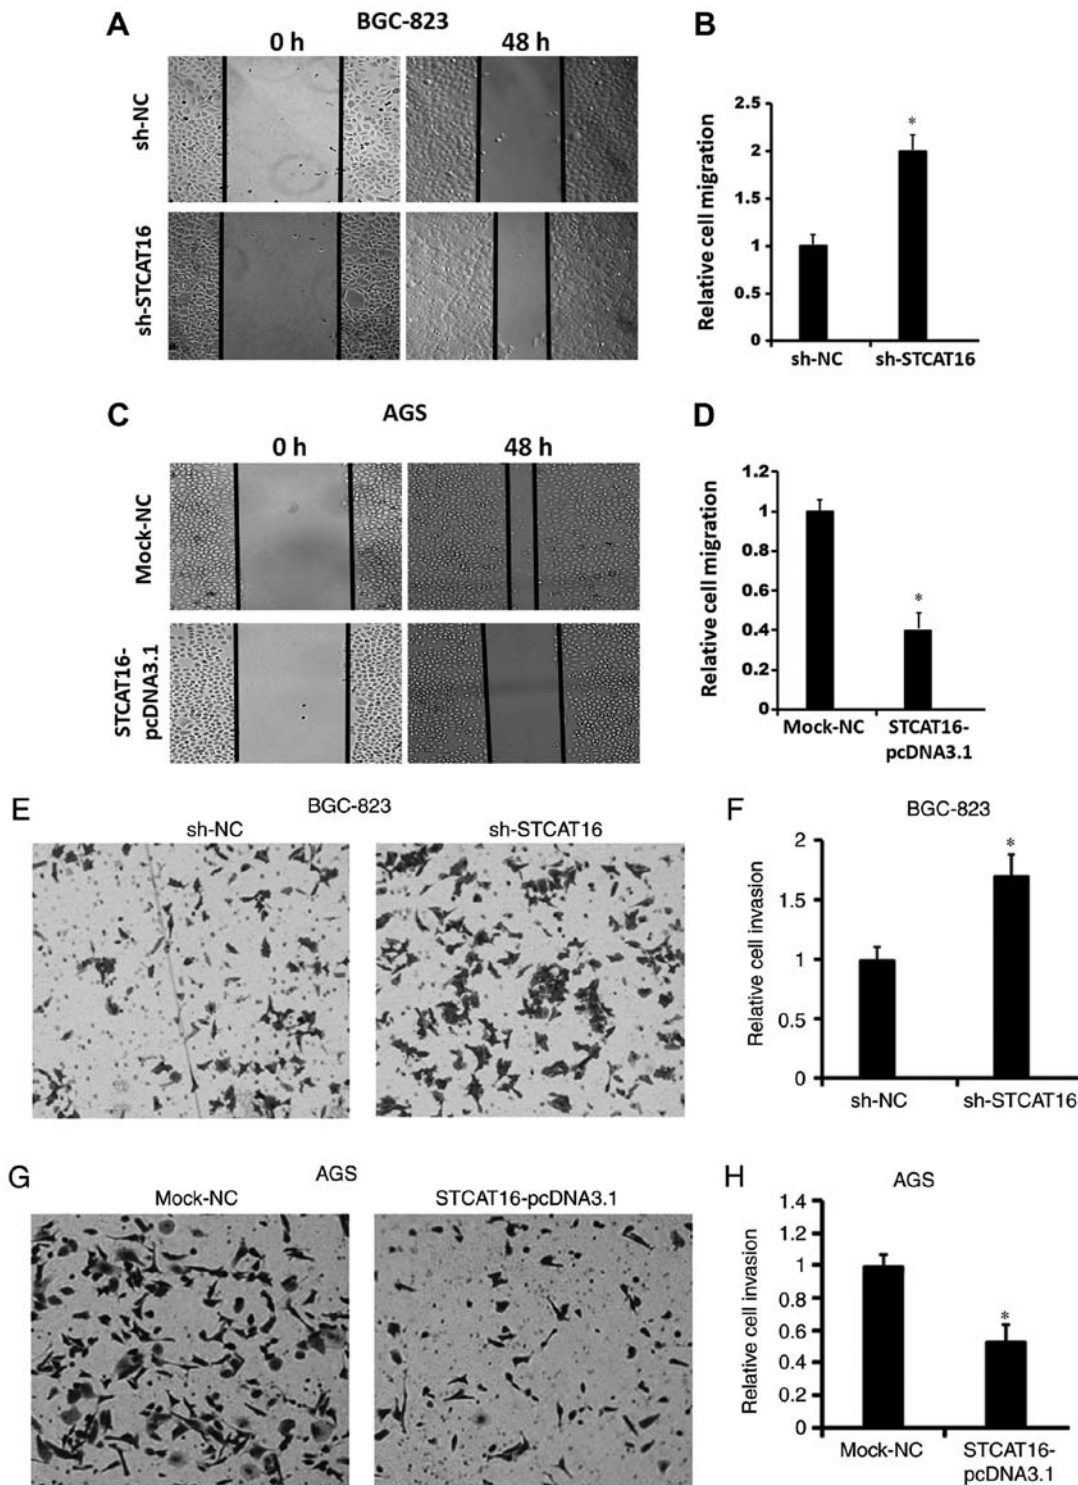 A
BGC-823
0 h
48 h
sh-NC
sh-STCAT16
B
Relative cell migration
2.5
*
2
1.5
1
0.5
0
sh-NC
sh-STCAT16
C
AGS
0 h
48 h
Mock-NC
STCAT16-
pcDNA3.1
D
Relative cell migration
1.2
1
0.8
0.6
*
0.4
0.2
0
Mock-NC
STCAT16-
pcDNA3.1
E
BGC-823
sh-NC
sh-STCAT16
F
BGC-823
Relative cell invasion
2
*
1.5
1
0.5
0
sh-NC
sh-STCAT16
G
AGS
Mock-NC
STCAT16-pcDNA3.1
H
AGS
Relative cell invasion
1.4
1.2
1
0.8
0.6
*
0.4
0.2
0
Mock-NC
STCAT16-
pcDNA3.1